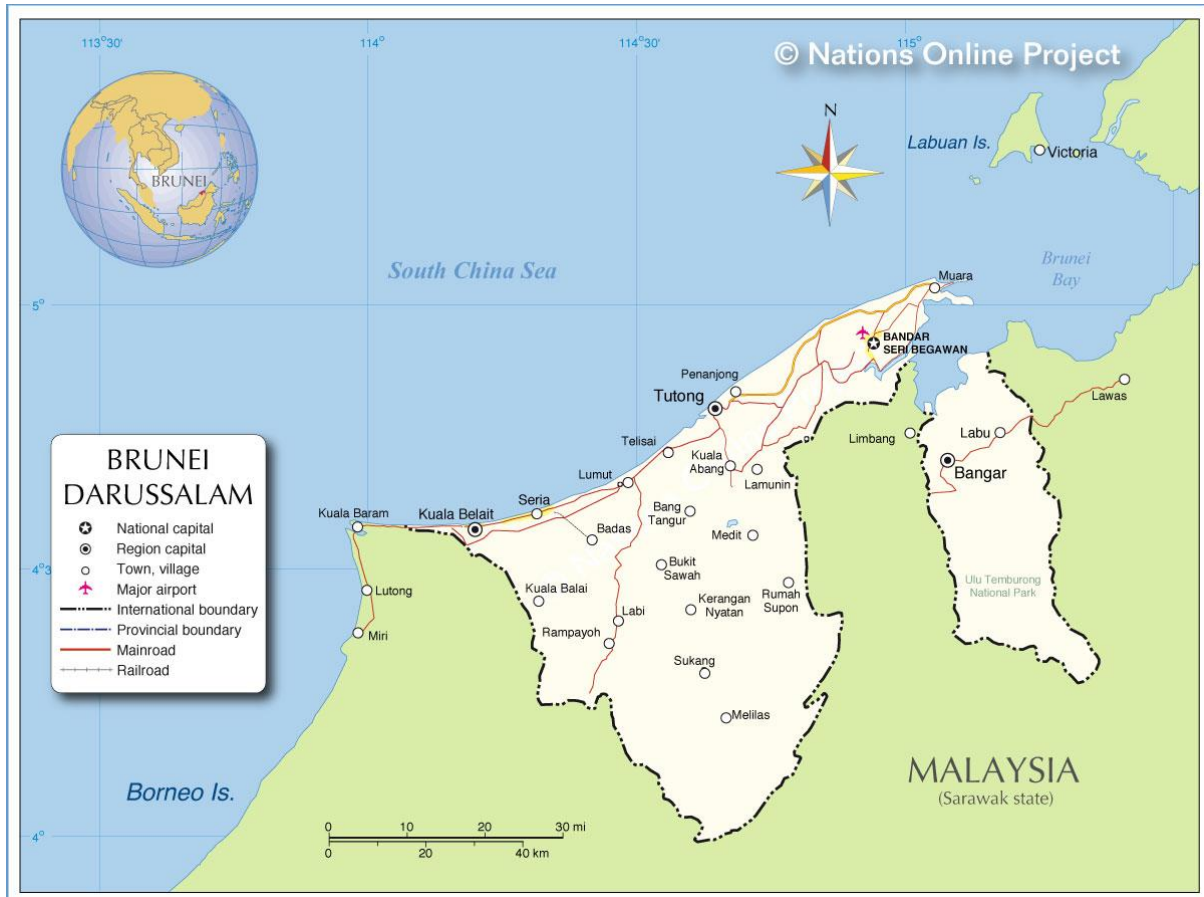 113°30'
114°
114°30'
115°
© Nations Online Project
N
Labuan Is.
Victoria
BRUNEI
South China Sea
Brunei
Bay
Muara
5°
BANDAR
SERI BEGAWAN
Penanjong
Tutong
Lawas
Limbang
Labu
Telisai
Kuala
Abang
Lamunin
Bangar
Lumut
Seria
Kuala Belait
Kuala Baram
Bang
Tangur
Badas
Medit
4°30'
Bukit
Sawah
Ulu Temburong
National Park
Kuala Balai
Kerangan
Nyatan
Rumah
Supon
Lutong
Labi
Rampayoh
Miri
Sukang
Melilas
BRUNEI
DARUSSALAM
National capital
Region capital
Town, village
Major airport
International boundary
Provincial boundary
Mainroad
Railroad
MALAYSIA
(Sarawak state)
Borneo Is.
0 10 20 30 mi
0 20 40 km
4°